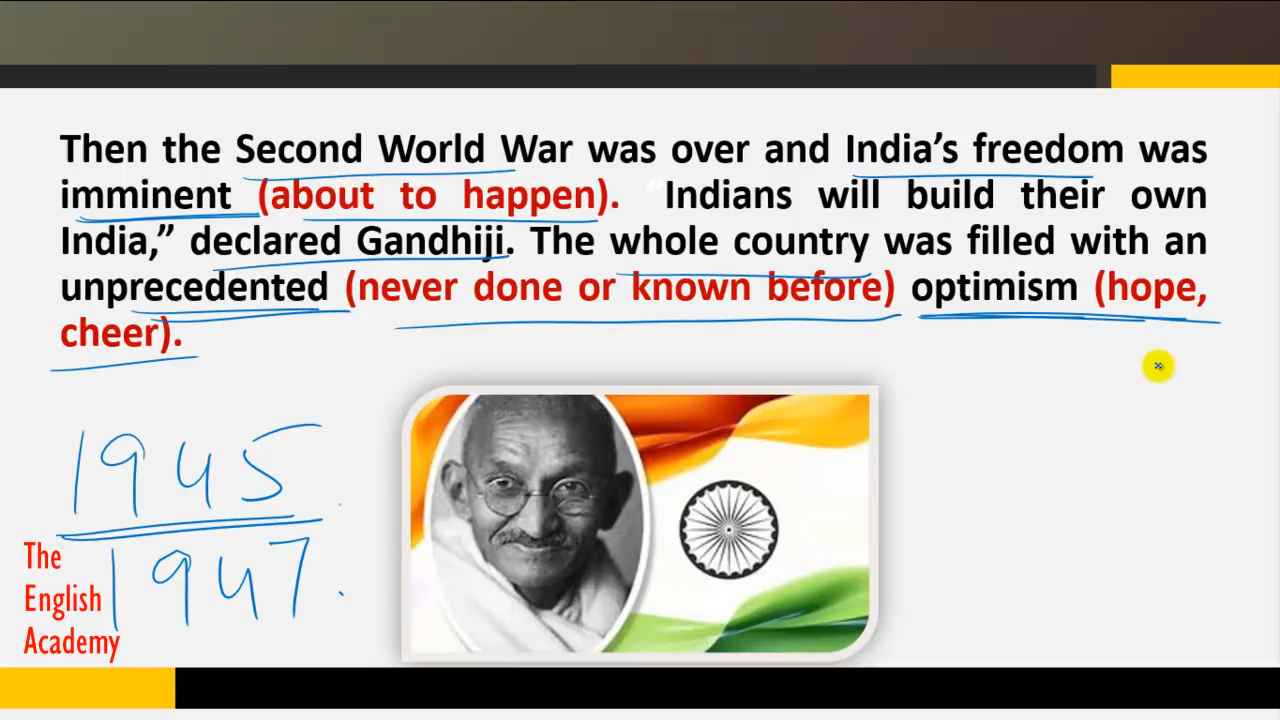 Then the Second World War was over and India’s freedom was
imminent (about to happen). “Indians will build their own
India,” declared Gandhiji. The whole country was filled with an
unprecedented (never done or known before) optimism (hope,
cheer).
1945
1947
The
English
Academy